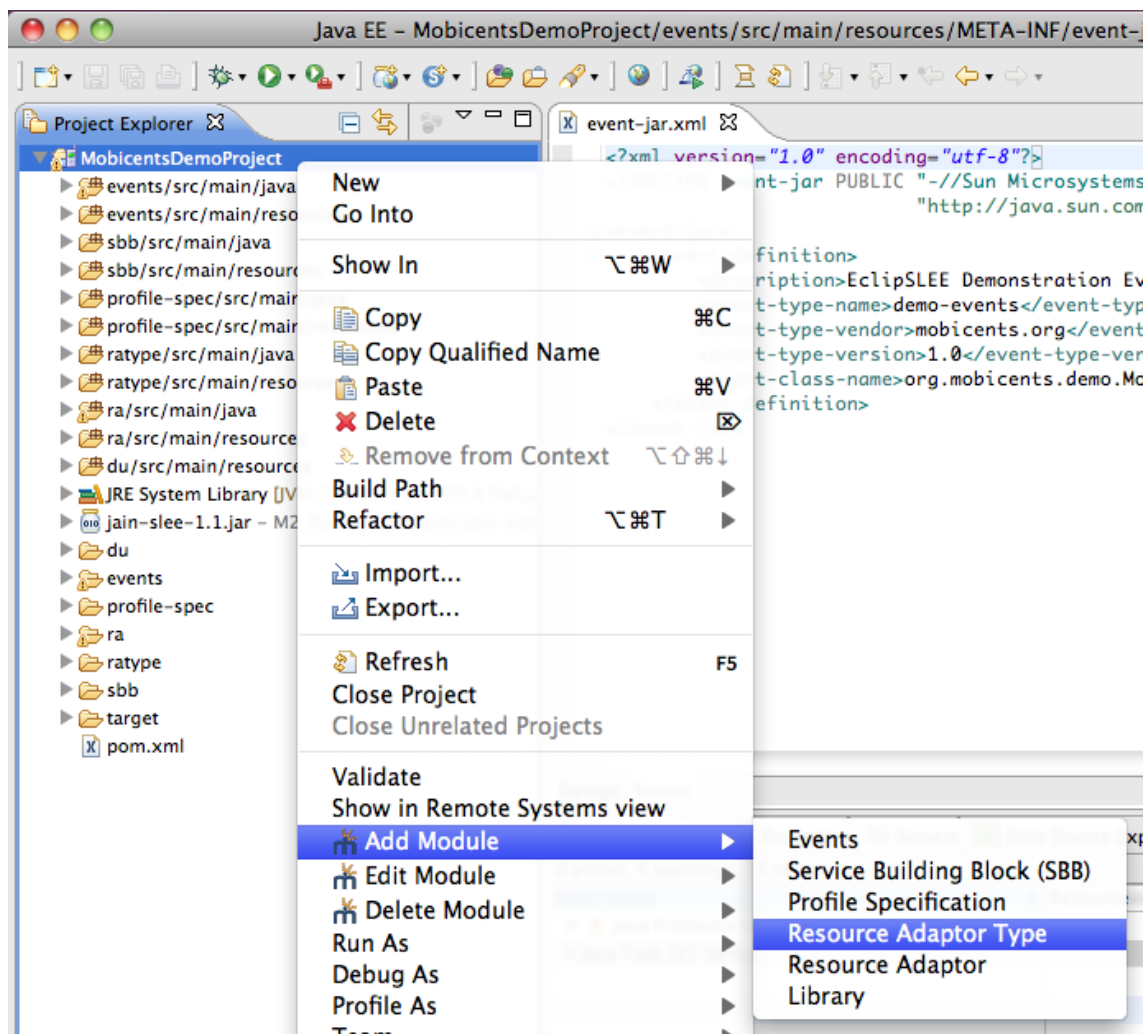 Java EE – MobicentsDemoProject/events/src/main/resources/META-INF/event-j
Project Explorer
event-jar.xml
MobicentsDemoProject
events/src/main/java
events/src/main/reso
sbb/src/main/java
sbb/src/main/resourc
profile-spec/src/mair
profile-spec/src/mair
ratype/src/main/java
ratype/src/main/reso
ra/src/main/java
ra/src/main/resource
du/src/main/resource
JRE System Library [JV
jain-slee-1.1.jar – M2
du
events
profile-spec
ra
ratype
sbb
target
pom.xml
<?xml version="1.0" encoding="utf-8"?>
nt-jar PUBLIC "-//Sun Microsystems
"http://java.sun.com
finition>
ription>EclipSLEE Demonstration Ev
t-type-name>demo-events</event-typ
t-type-vendor>mobicents.org</event
t-type-version>1.0</event-type-ver
t-class-name>org.mobicents.demo.Mo
efinition>
New
Go Into
Show In ⌥⌘W
Copy ⌘C
Copy Qualified Name
Paste ⌘V
Delete ⌦
Remove from Context ⌥⇧⌘↓
Build Path
Refactor ⌥⌘T
Import...
Export...
Refresh F5
Close Project
Close Unrelated Projects
Validate
Show in Remote Systems view
Add Module
Edit Module
Delete Module
Run As
Debug As
Profile As
Team
Events
Service Building Block (SBB)
Profile Specification
Resource Adaptor Type
Resource Adaptor
Library
xp